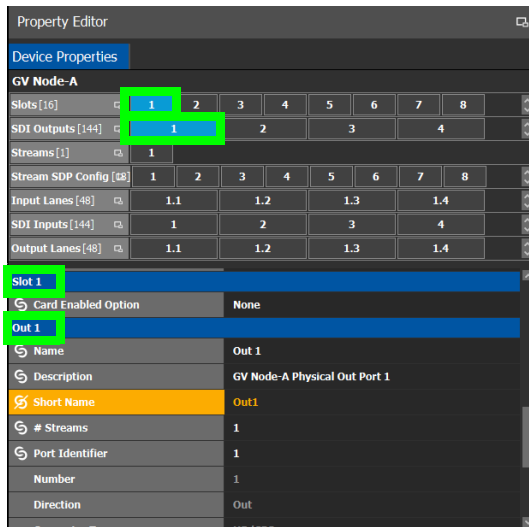 Property Editor
Device Properties
GV Node-A
Slots [16] 1 2 3 4 5 6 7 8
SDI Outputs [144] 1 2 3 4
Streams [1] 1
Stream SDP Config [48] 1 2 3 4 5 6 7 8
Input Lanes [48] 1.1 1.2 1.3 1.4
SDI Inputs [144] 1 2 3 4
Output Lanes [48] 1.1 1.2 1.3 1.4
Slot 1
Card Enabled Option None
Out 1
Name Out 1
Description GV Node-A Physical Out Port 1
Short Name Out1
# Streams 1
Port Identifier 1
Number 1
Direction Out